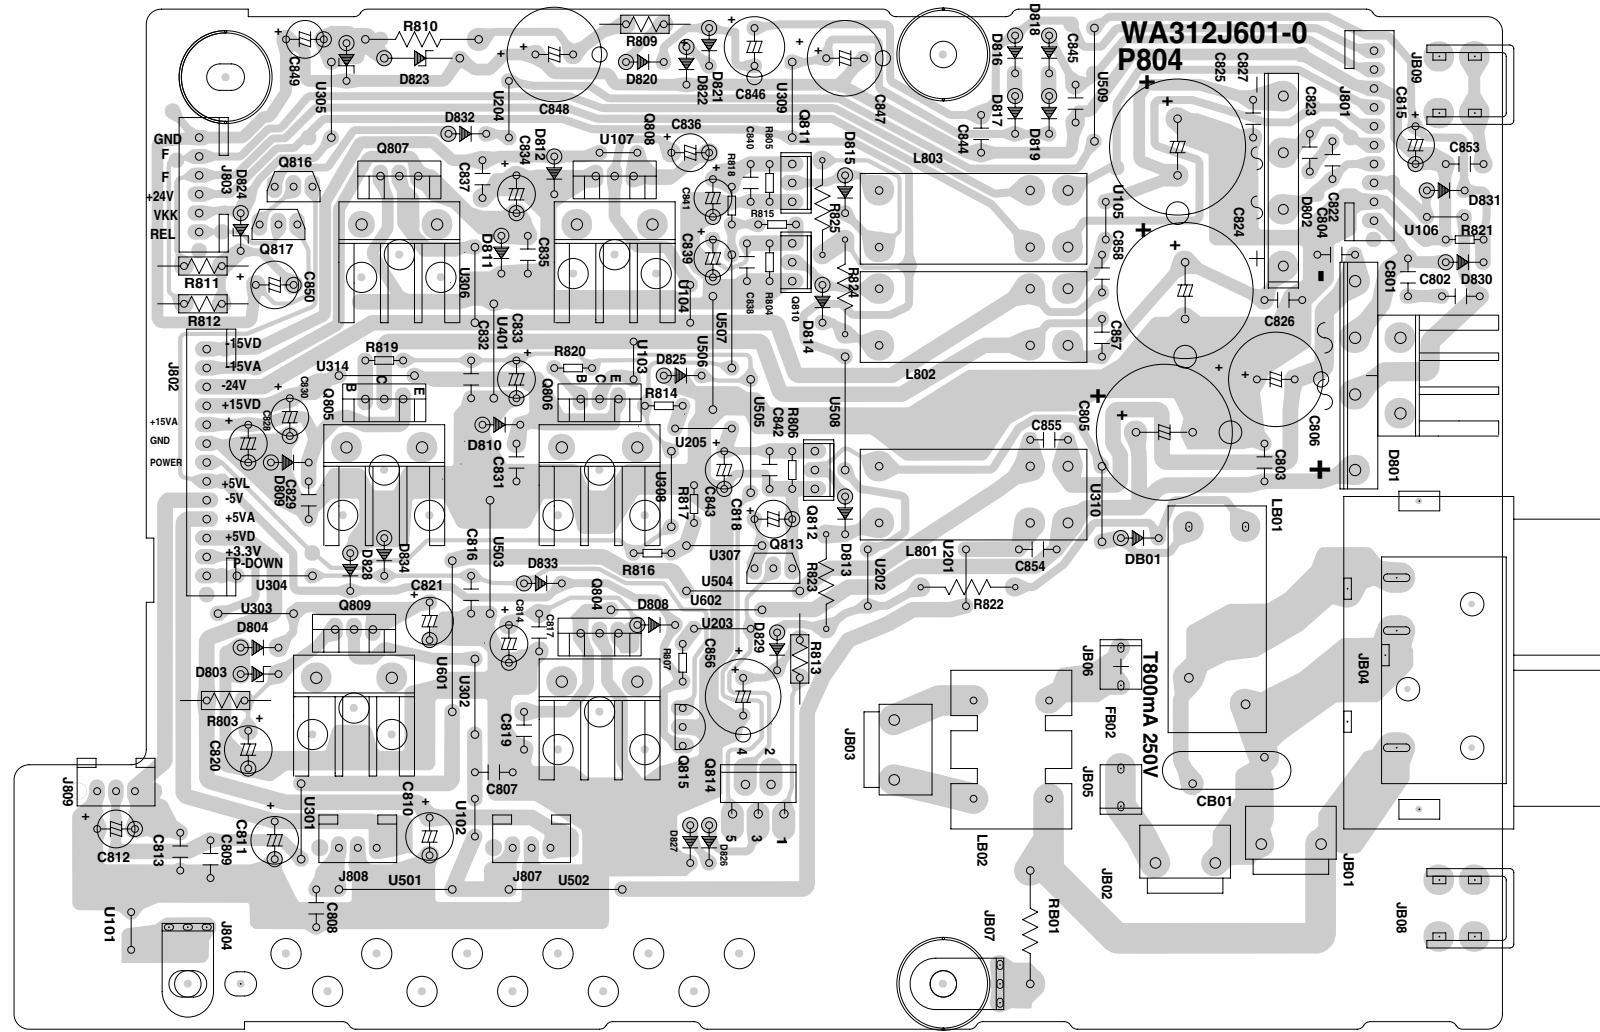 WA312J601-0
P804
R810
C849
U305
D823
U204
C848
R809
D820
D821
D822
C846
U309
C847
D818
D816
C845
U509
D817
D819
C844
C825
C827
C823
J801
C815
JB09
C853
D831
GND
F
F
+24V
VKK
REL
J803
Q816
D824
Q817
R811
R812
C850
Q807
D832
C837
C834
D812
D811
C835
U306
U107
Q808
C836
R818
C840
R805
Q811
C841
R815
D815
R825
C839
U104
C838
R804
Q810
R824
D814
L803
U105
C858
C857
L802
C824
D802
C804
C822
U106
R821
D830
C801
C802
C826
-
+
+
+
J802
-15VD
-15VA
-24V
+15VD
+15VA
GND
POWER
+5VL
-5V
+5VA
+5VD
+3.3V
P-DOWN
U314
R819
C830
C828
Q805
B
C
E
D809
C829
C832
U401
C833
D810
C831
R820
Q806
B
C
E
U103
D825
U506
U507
R814
U205
U505
C842
R806
U508
U308
R817
C843
C818
Q812
Q813
D813
R823
C855
C805
C806
C803
D801
+
U310
L801
U201
C854
R822
DB01
LB01
U304
U303
D828
D834
C816
U503
D833
R816
U307
U504
U602
D808
U203
U202
Q809
C821
D804
D803
R803
C820
U601
U302
C814
C817
Q804
R807
C856
D829
R813
C819
Q815
Q814
4
2
5
3
1
C807
JB03
JB06
T800mA 250V
FB02
JB05
CB01
JB04
J809
C812
C813
C809
C811
U301
C810
U102
J808
U501
J807
U502
D827
D826
C808
U101
J804
LB02
JB02
JB01
RB01
JB07
JB08